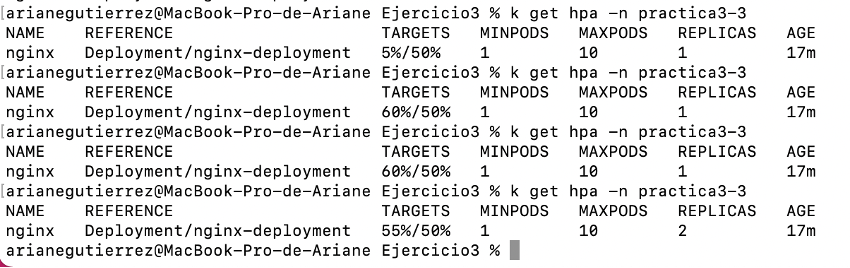 [arianegutierrez@MacBook-Pro-de-Ariane Ejercicio3 % k get hpa -n practica3-3
NAME REFERENCE TARGETS MINPODS MAXPODS REPLICAS AGE
nginx Deployment/nginx-deployment 5%/50% 1 10 1 17m
[arianegutierrez@MacBook-Pro-de-Ariane Ejercicio3 % k get hpa -n practica3-3
NAME REFERENCE TARGETS MINPODS MAXPODS REPLICAS AGE
nginx Deployment/nginx-deployment 60%/50% 1 10 1 17m
[arianegutierrez@MacBook-Pro-de-Ariane Ejercicio3 % k get hpa -n practica3-3
NAME REFERENCE TARGETS MINPODS MAXPODS REPLICAS AGE
nginx Deployment/nginx-deployment 60%/50% 1 10 1 17m
[arianegutierrez@MacBook-Pro-de-Ariane Ejercicio3 % k get hpa -n practica3-3
NAME REFERENCE TARGETS MINPODS MAXPODS REPLICAS AGE
nginx Deployment/nginx-deployment 55%/50% 1 10 2 17m
arianegutierrez@MacBook-Pro-de-Ariane Ejercicio3 %